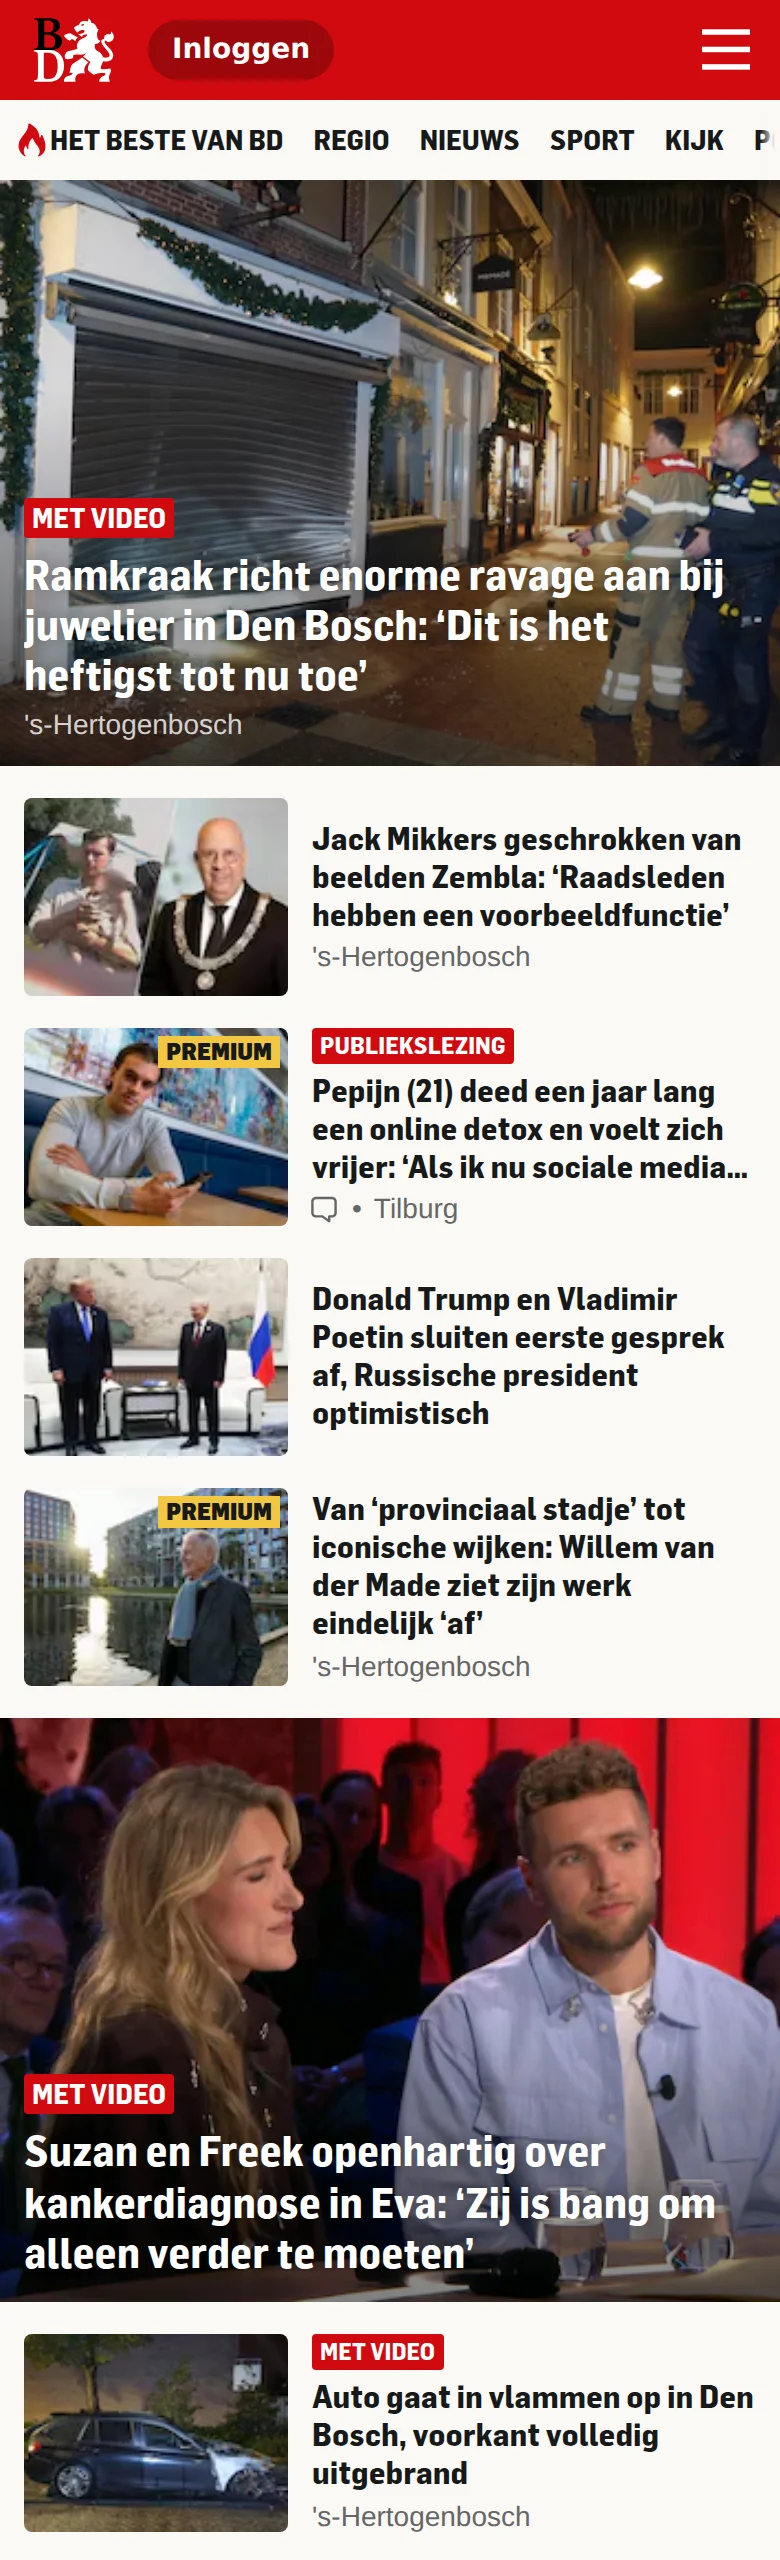 BD
Inloggen
HET BESTE VAN BD REGIO NIEUWS SPORT KIJK
MET VIDEO
Ramkraak richt enorme ravage aan bij
juwelier in Den Bosch: ‘Dit is het
heftigst tot nu toe’
's-Hertogenbosch
Jack Mikkers geschrokken van
beelden Zembla: ‘Raadsleden
hebben een voorbeeldfunctie’
's-Hertogenbosch
PREMIUM
PUBLIEKSLEZING
Pepijn (21) deed een jaar lang
een online detox en voelt zich
vrijer: ‘Als ik nu sociale media...
• Tilburg
Donald Trump en Vladimir
Poetin sluiten eerste gesprek
af, Russische president
optimistisch
PREMIUM
Van ‘provinciaal stadje’ tot
iconische wijken: Willem van
der Made ziet zijn werk
eindelijk ‘af’
's-Hertogenbosch
MET VIDEO
Suzan en Freek openhartig over
kankerdiagnose in Eva: ‘Zij is bang om
alleen verder te moeten’
MET VIDEO
Auto gaat in vlammen op in Den
Bosch, voorkant volledig
uitgebrand
's-Hertogenbosch